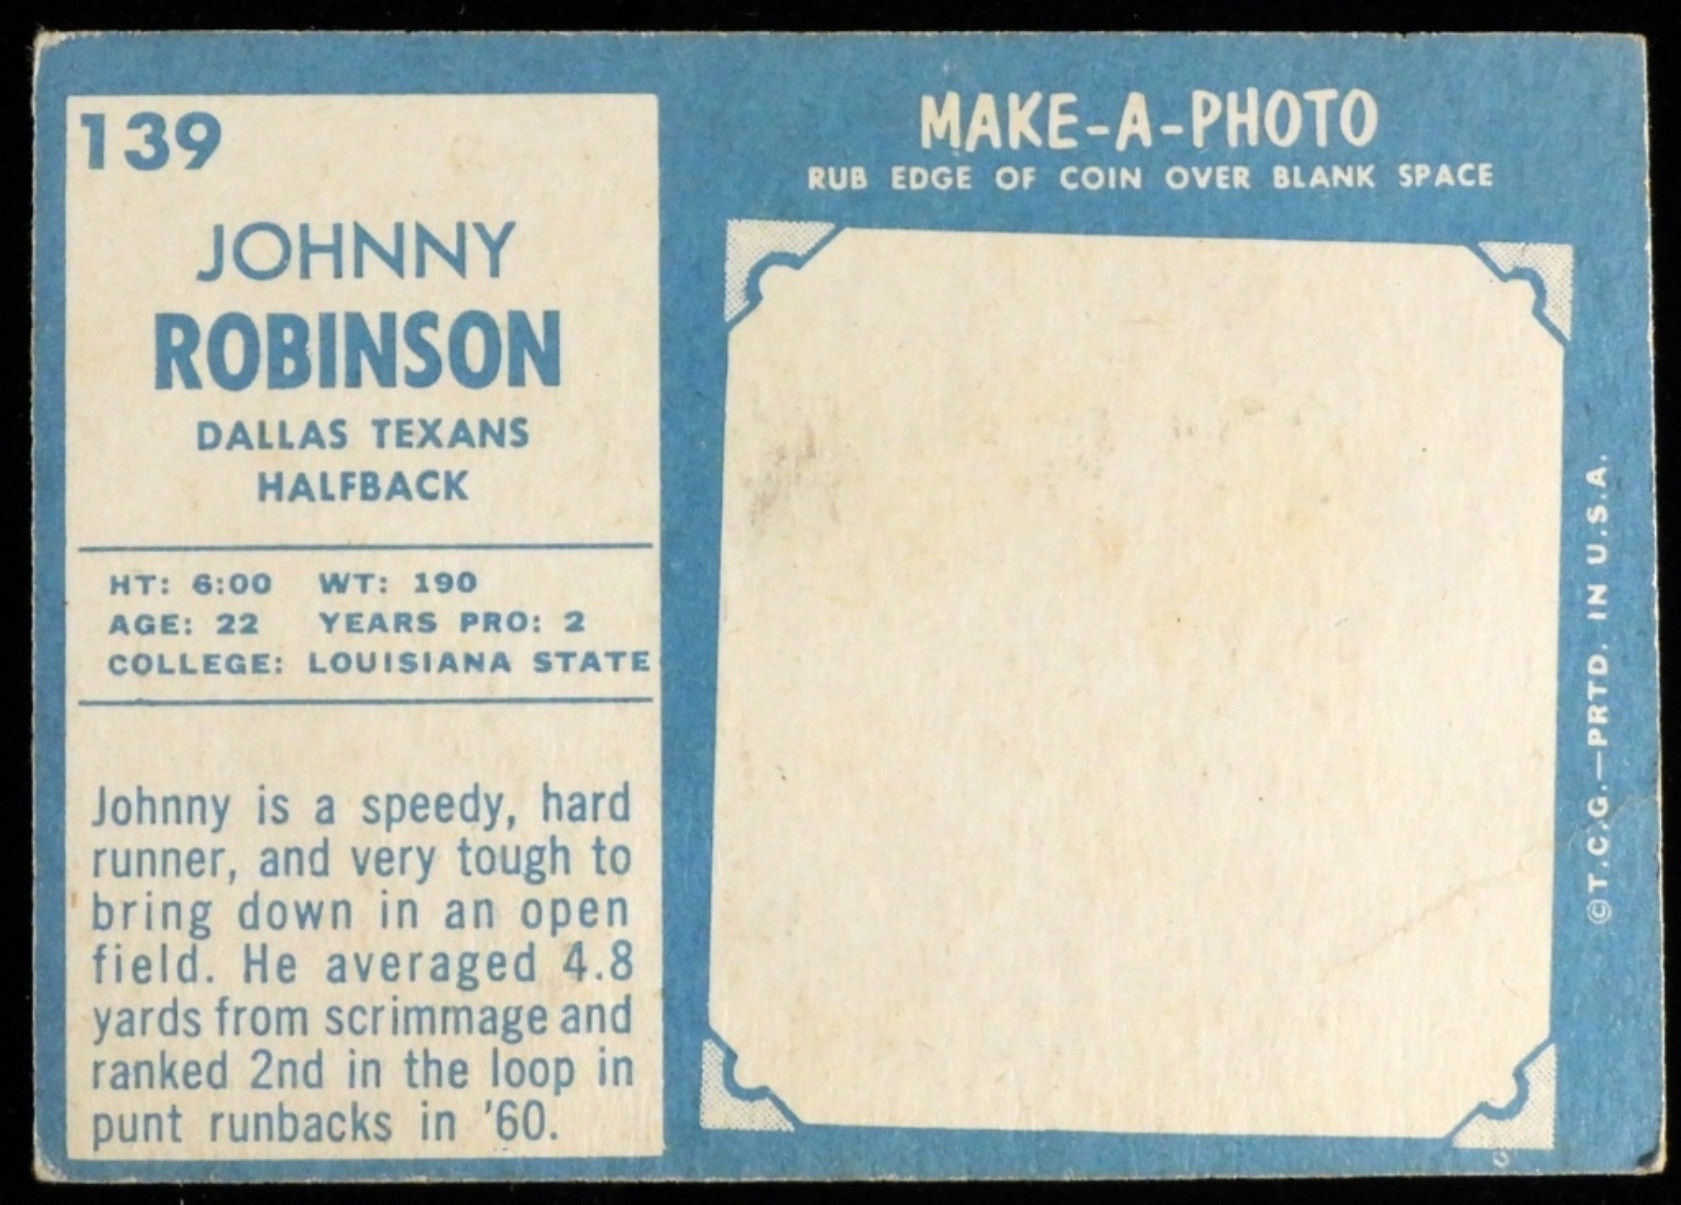 139
JOHNNY
ROBINSON
DALLAS TEXANS
HALFBACK
HT: 6:00 WT: 190
AGE: 22 YEARS PRO: 2
COLLEGE: LOUISIANA STATE
Johnny is a speedy, hard
runner, and very tough to
bring down in an open
field. He averaged 4.8
yards from scrimmage and
ranked 2nd in the loop in
punt runbacks in '60.
MAKE-A-PHOTO
RUB EDGE OF COIN OVER BLANK SPACE
©T.C.G.—PRTD. IN U.S.A.